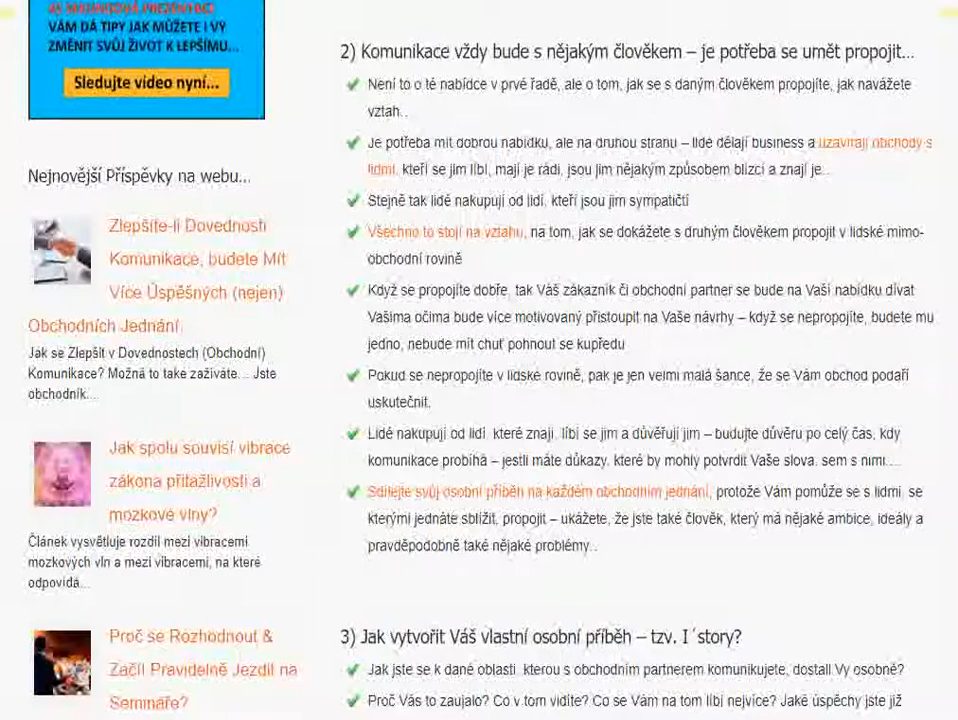 45 MINUTOVÁ PREZENTACE
VÁM DÁ TIPY JAK MŮŽETE I VY
ZMĚNIT SVŮJ ŽIVOT K LEPŠÍMU...
Sledujte video nyní...
Nejnovější Příspěvky na webu...
Zlepšíte-li Dovednosti
Komunikace, budete Mít
Více Úspěšných (nejen)
Obchodních Jednání
Jak se Zlepšit v Dovednostech (Obchodní)
Komunikace? Možná to také zažíváte... Jste
obchodník...
Jak spolu souvisí vibrace
zákona přitažlivosti a
mozkové vlny?
Článek vysvětluje rozdíl mezi vibracemi
mozkových vln a mezi vibracemi, na které
odpovídá...
Proč se Rozhodnout &
Začít Pravidelně Jezdit na
Semináře?
2) Komunikace vždy bude s nějakým člověkem – je potřeba se umět propojit...
Není to o té nabídce v prvé řadě, ale o tom, jak se s daným člověkem propojíte, jak navážete
vztah..
Je potřeba mít dobrou nabídku, ale na druhou stranu – lidé dělají business a uzavírají obchody s
lidmi, kteří se jim líbí, mají je rádi, jsou jim nějakým způsobem blízcí a znají je...
Stejně tak lidé nakupují od lidí, kteří jsou jim sympatičtí
Všechno to stojí na vztahu, na tom, jak se dokážete s druhým člověkem propojit v lidské mimo-
obchodní rovině
Když se propojíte dobře, tak Váš zákazník či obchodní partner se bude na Vaší nabídku dívat
Vašima očima bude více motivovaný přistoupit na Vaše návrhy – když se nepropojíte, budete mu
jedno, nebude mít chuť pohnout se kupředu
Pokud se nepropojíte v lidské rovině, pak je jen velmi malá šance, že se Vám obchod podaří
uskutečnit.
Lidé nakupují od lidí, které znají, líbí se jim a důvěřují jim – budujte důvěru po celý čas, kdy
komunikace probíhá – jestli máte důkazy, které by mohly potvrdit Vaše slova, sem s nimi....
Sdílejte svůj osobní příběh na každém obchodním jednání, protože Vám pomůže se s lidmi, se
kterými jednáte sblížit, propojit – ukážete, že jste také člověk, který má nějaké ambice, ideály a
pravděpodobně také nějaké problémy..
3) Jak vytvořit Váš vlastní osobní příběh – tzv. I´story?
Jak jste se k dané oblasti, kterou s obchodním partnerem komunikujete, dostali Vy osobně?
Proč Vás to zaujalo? Co v tom vidíte? Co se Vám na tom líbí nejvíce? Jaké úspěchy jste již